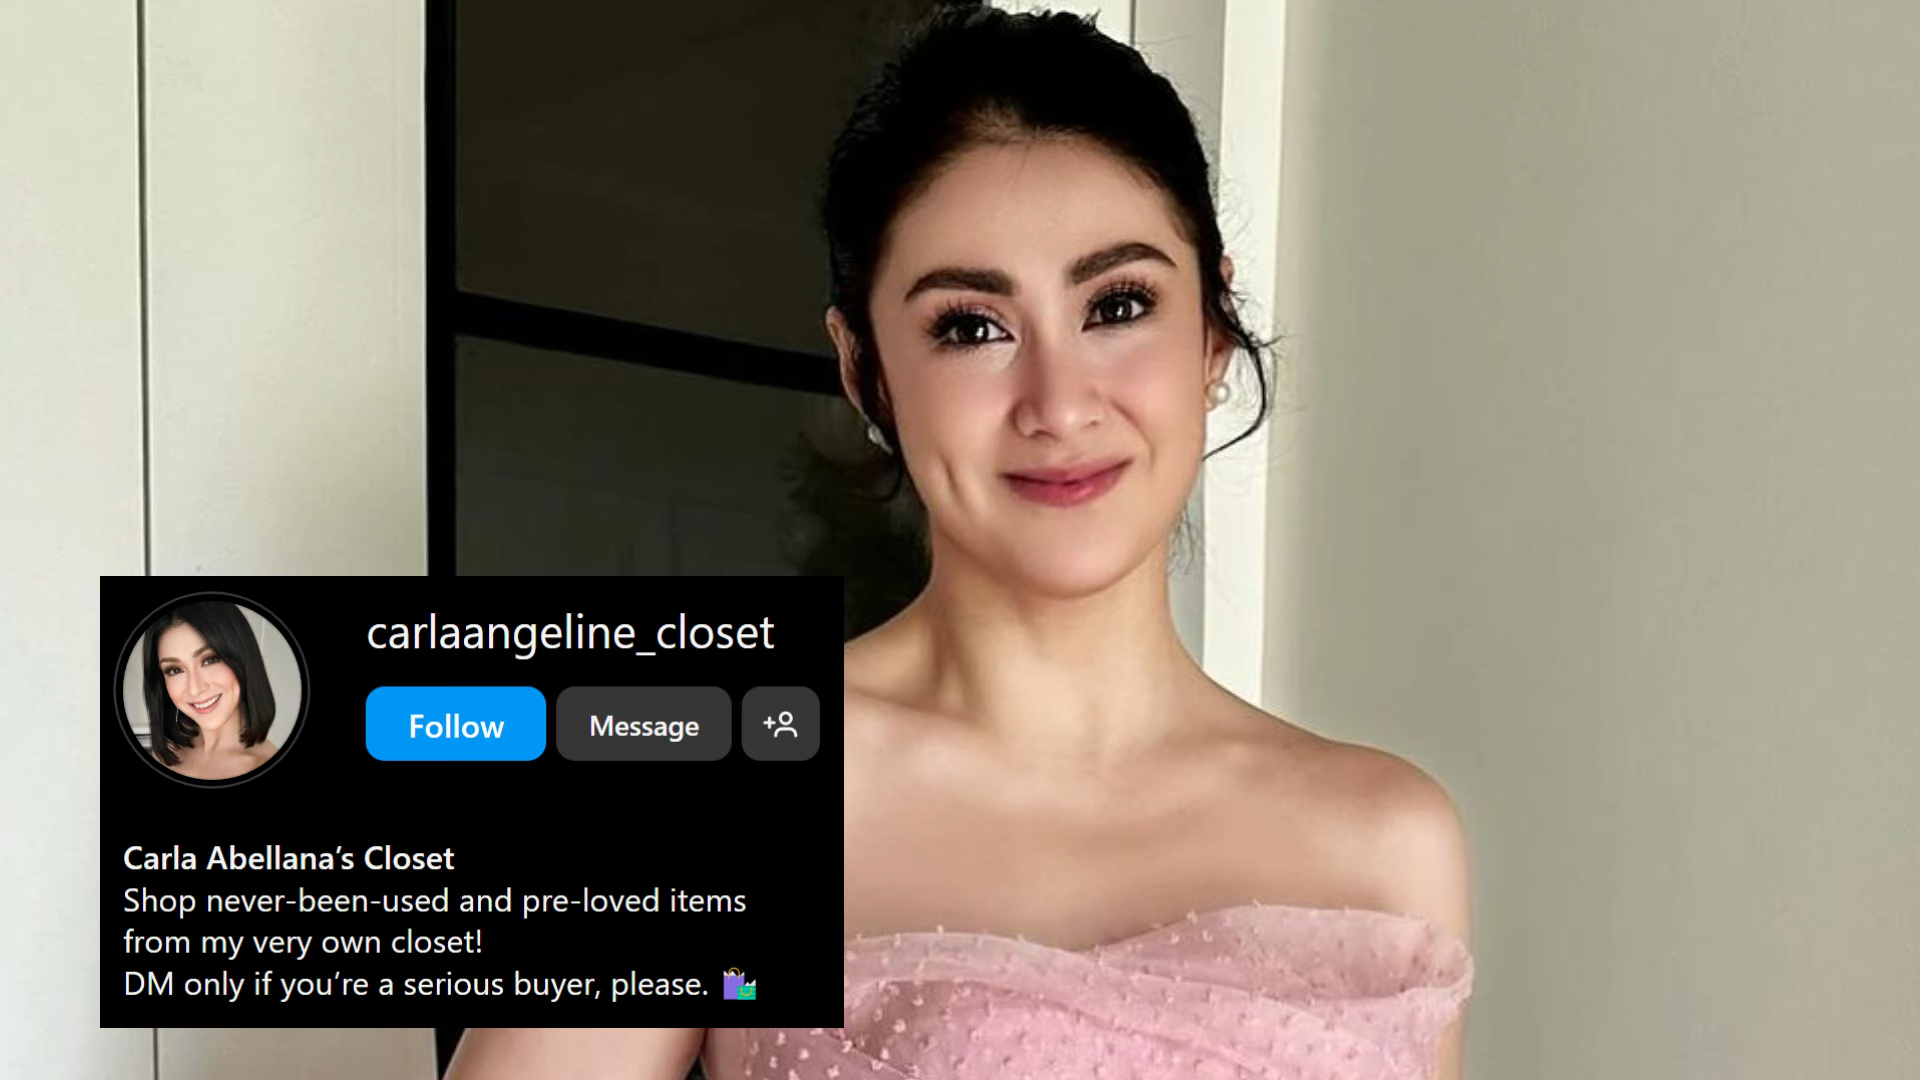 carlaangeline_closet
Follow
Message
Carla Abellana’s Closet
Shop never-been-used and pre-loved items
from my very own closet!
DM only if you’re a serious buyer, please. 🛍️